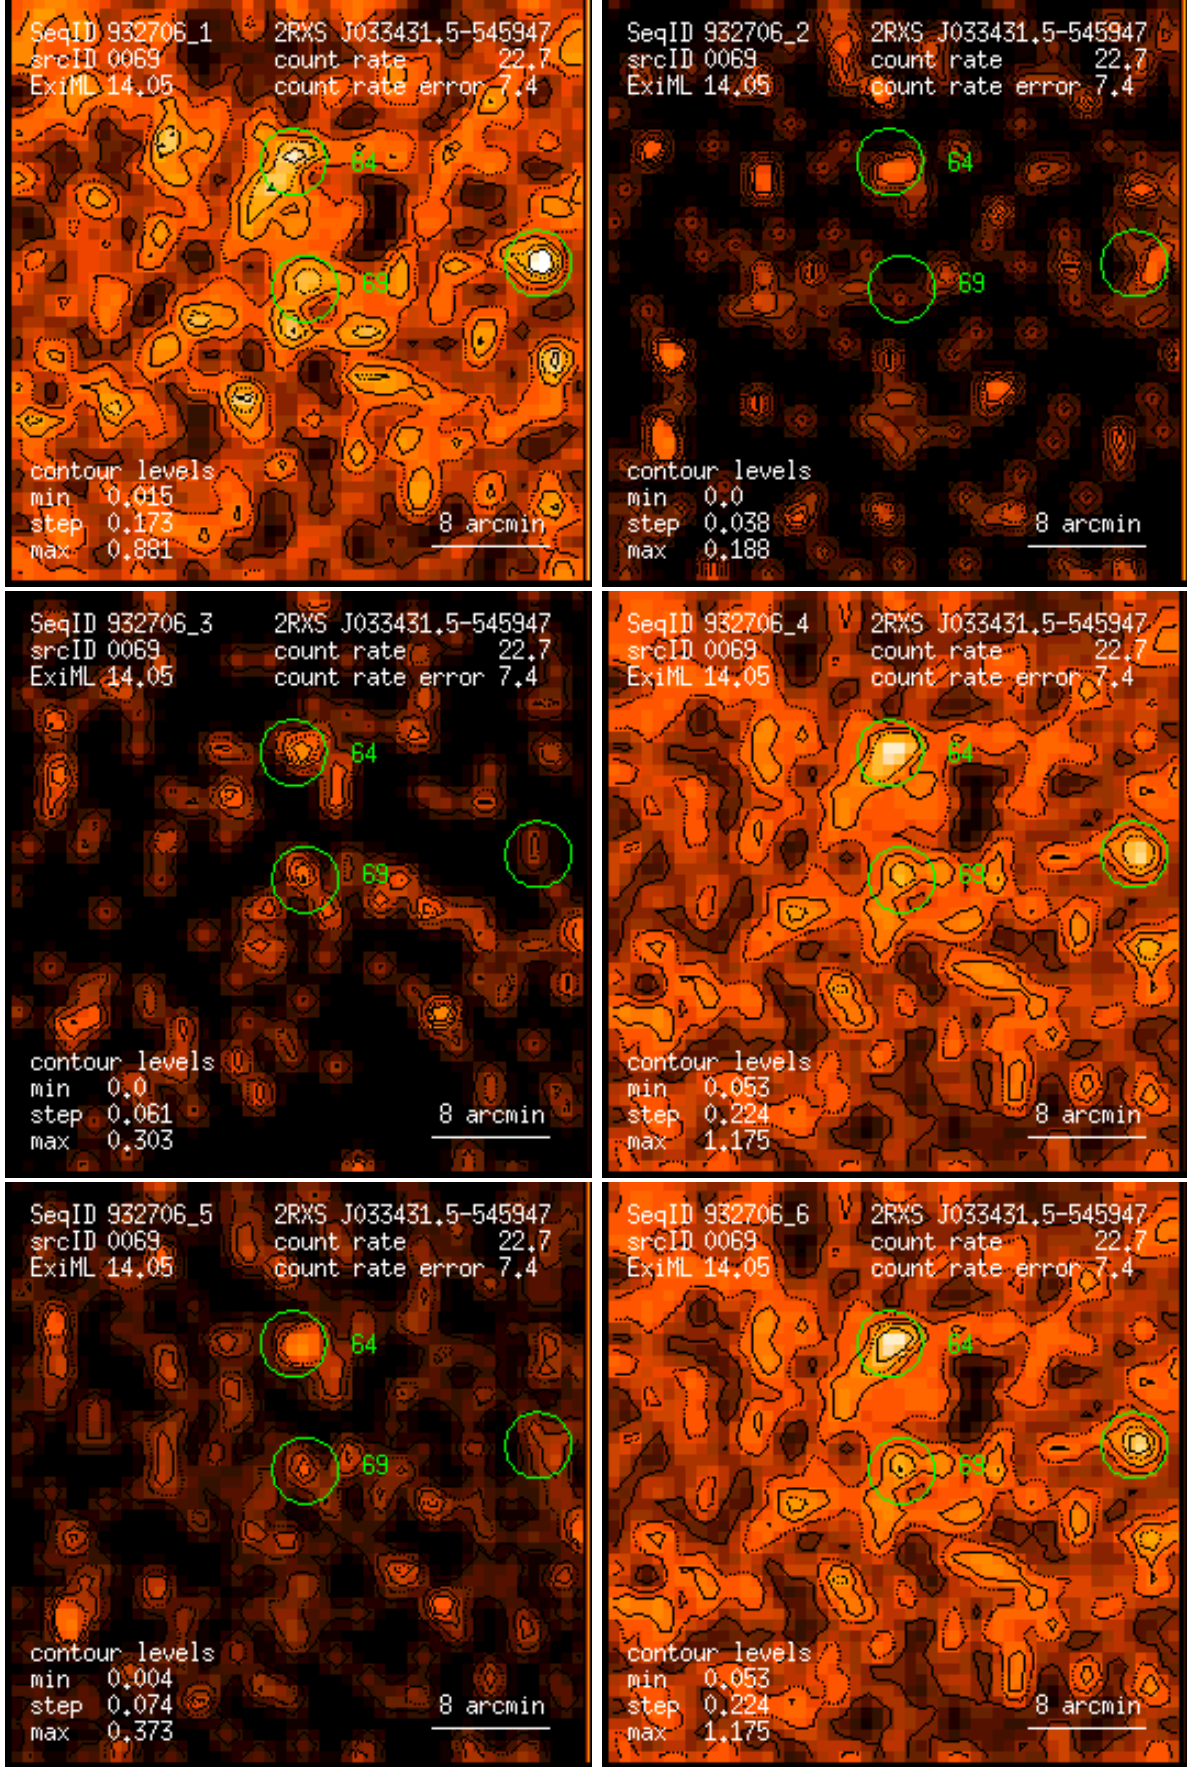 SeqID 932706_1 2RXS J033431.5-545947
srcID 0069 count rate 22.7
ExiML 14.05 count rate error 7.4
64
69
contour levels
min 0.015
step 0.173 8 arcmin
max 0.881
SeqID 932706_2 2RXS J033431.5-545947
srcID 0069 count rate 22.7
ExiML 14.05 count rate error 7.4
64
69
contour levels
min 0.0
step 0.038 8 arcmin
max 0.188
SeqID 932706_3 2RXS J033431.5-545947
srcID 0069 count rate 22.7
ExiML 14.05 count rate error 7.4
64
69
contour levels
min 0.0
step 0.061 8 arcmin
max 0.303
SeqID 932706_4 2RXS J033431.5-545947
srcID 0069 count rate 22.7
ExiML 14.05 count rate error 7.4
64
69
contour levels
min 0.053
step 0.224 8 arcmin
max 1.175
SeqID 932706_5 2RXS J033431.5-545947
srcID 0069 count rate 22.7
ExiML 14.05 count rate error 7.4
64
69
contour levels
min 0.004
step 0.074 8 arcmin
max 0.373
SeqID 932706_6 2RXS J033431.5-545947
srcID 0069 count rate 22.7
ExiML 14.05 count rate error 7.4
64
69
contour levels
min 0.053
step 0.224 8 arcmin
max 1.175